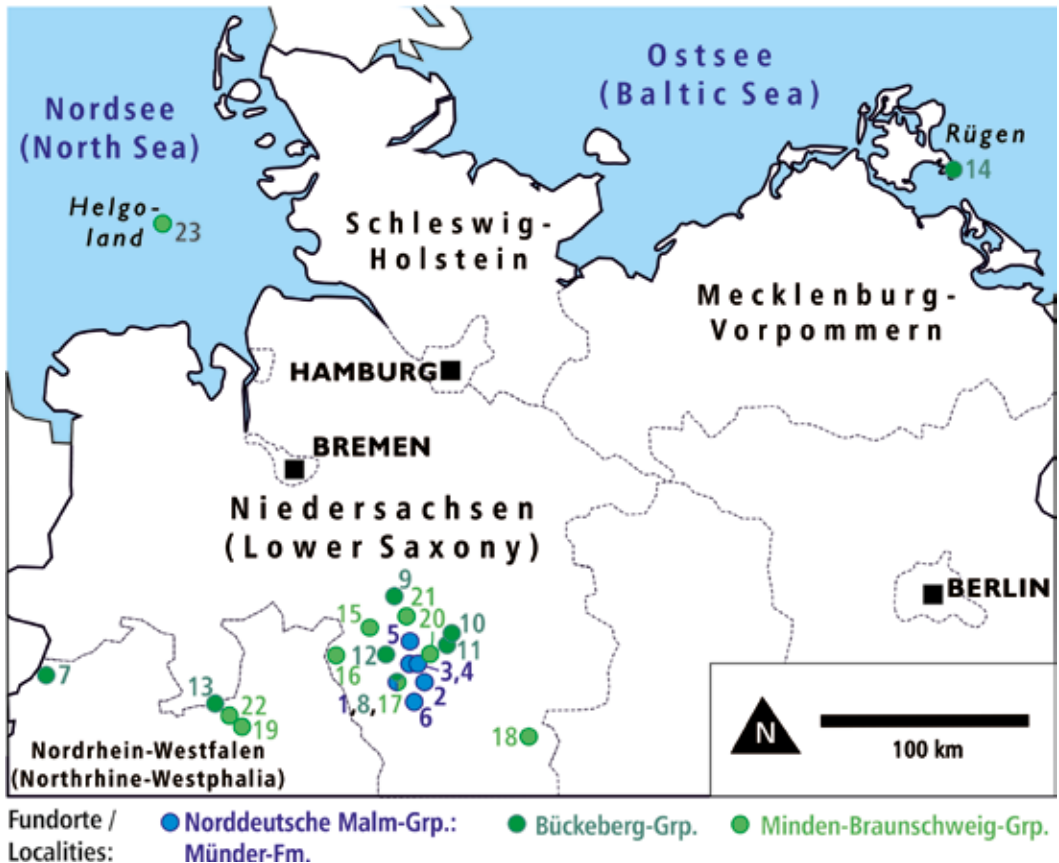 Ostsee
(Baltic Sea)
Nordsee
(North Sea)
Rügen
14
Helgo-
land
23
Schleswig-
Holstein
Mecklenburg-
Vorpommern
HAMBURG
BREMEN
Niedersachsen
(Lower Saxony)
BERLIN
9
21
15
20
10
5
11
12
3,4
7
16
2
13
1,8,17
6
22
19
18
Nordrhein-Westfalen
(Northrhine-Westphalia)
N
100 km
Fundorte /
Localities:
Norddeutsche Malm-Grp.:
Münder-Fm.
Bückeberg-Grp.
Minden-Braunschweig-Grp.